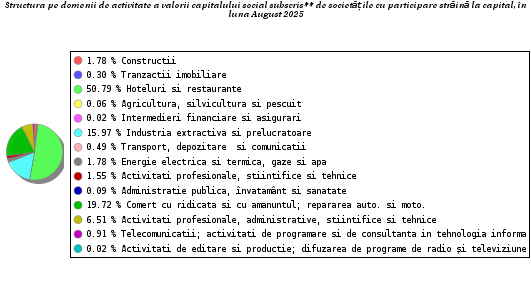 Structura pe domenii de activitate a valorii capitalului social subscris** de societăţile cu participare străină la capital, în
luna August 2025
1.78 % Constructii
0.30 % Tranzactii imobiliare
50.79 % Hoteluri si restaurante
0.06 % Agricultura, silvicultura si pescuit
0.02 % Intermedieri financiare si asigurari
15.97 % Industria extractiva si prelucratoare
0.49 % Transport, depozitare si comunicatii
1.78 % Energie electrica si termica, gaze si apa
1.55 % Activitati profesionale, stiintifice si tehnice
0.09 % Administratie publica, învatamânt si sanatate
19.72 % Comert cu ridicata si cu amanuntul; repararea auto. si moto.
6.51 % Activitati profesionale, administrative, stiintifice si tehnice
0.91 % Telecomunicatii; activitati de programare si de consultanta in tehnologia informa
0.02 % Activitati de editare si productie; difuzarea de programe de radio şi televiziune